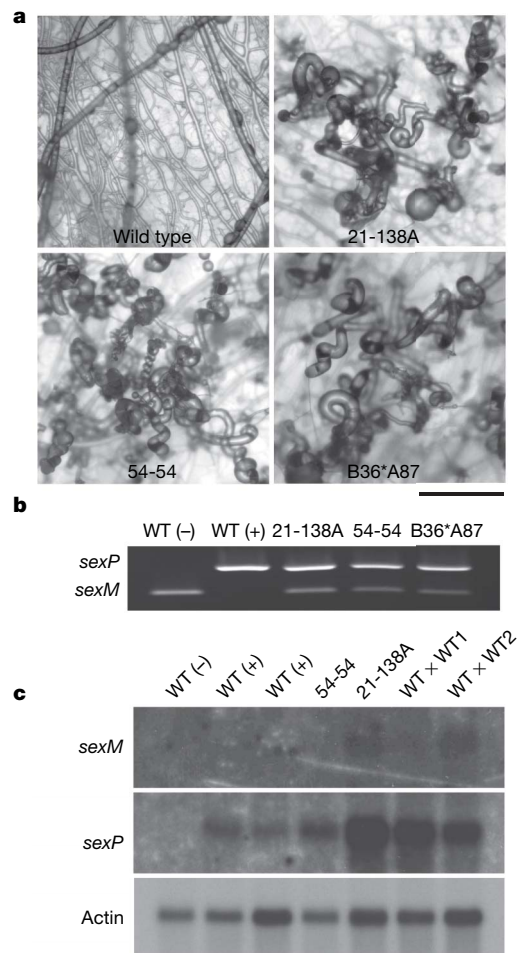 a
Wild type
21-138A
54-54
B36*A87
b
WT (–) WT (+) 21-138A 54-54 B36*A87
sexP
sexM
c
WT (–) WT (+) WT (+) 54-54 21-138A WT × WT1 WT × WT2
sexM
sexP
Actin